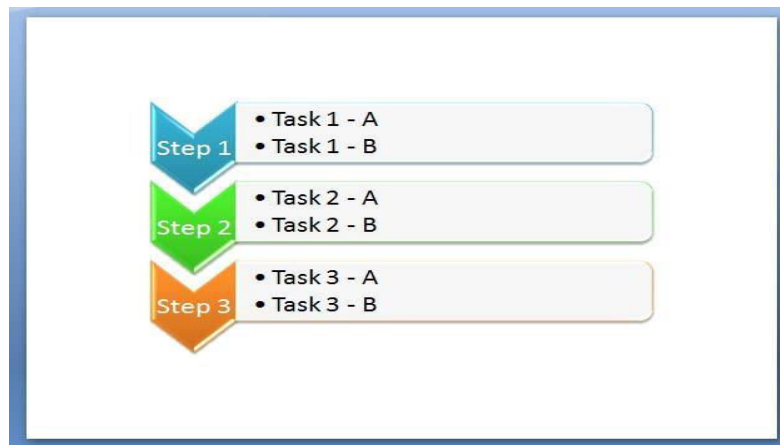 Step 1
• Task 1 - A
• Task 1 - B
Step 2
• Task 2 - A
• Task 2 - B
Step 3
• Task 3 - A
• Task 3 - B